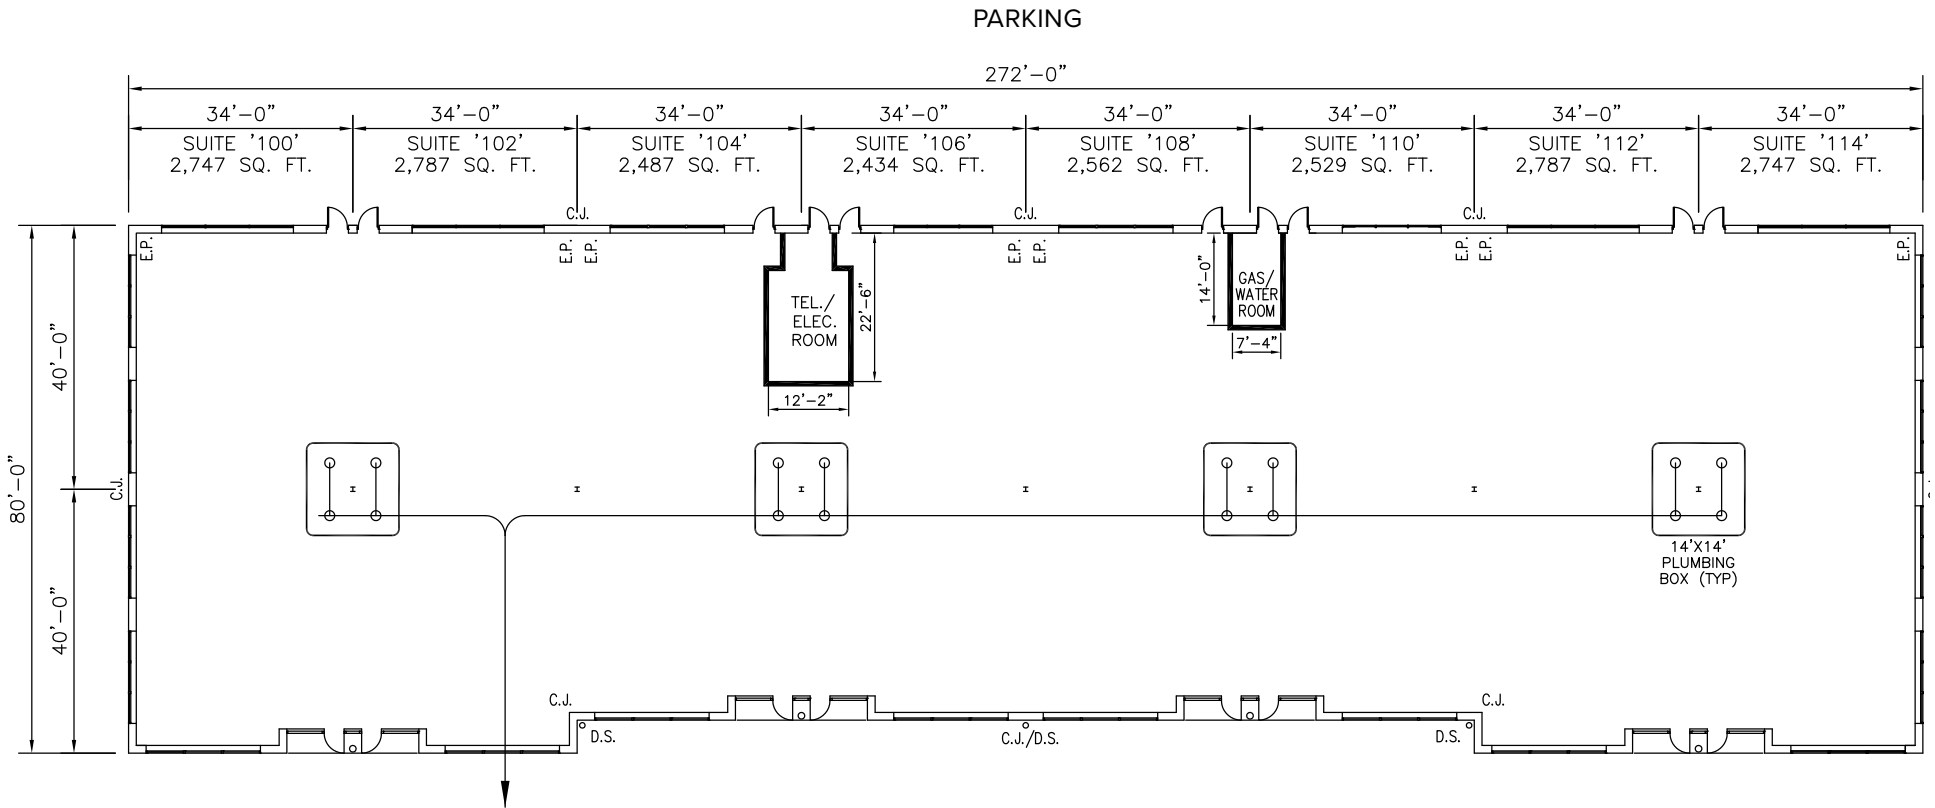 PARKING
272'-0"
34'-0" 34'-0" 34'-0" 34'-0" 34'-0" 34'-0" 34'-0" 34'-0"
SUITE '100' SUITE '102' SUITE '104' SUITE '106' SUITE '108' SUITE '110' SUITE '112' SUITE '114'
2,747 SQ. FT. 2,787 SQ. FT. 2,487 SQ. FT. 2,434 SQ. FT. 2,562 SQ. FT. 2,529 SQ. FT. 2,787 SQ. FT. 2,747 SQ. FT.
C.J. C.J. C.J.
E.P. E.P. E.P. E.P. E.P. E.P. E.P. E.P.
TEL./
ELEC.
ROOM
22'-6"
12'-2"
14'-0"
GAS/
WATER
ROOM
7'-4"
40'-0"
80'-0"
C.J.
40'-0"
14'X14'
PLUMBING
BOX (TYP)
C.J. C.J.
D.S. C.J./D.S. D.S.